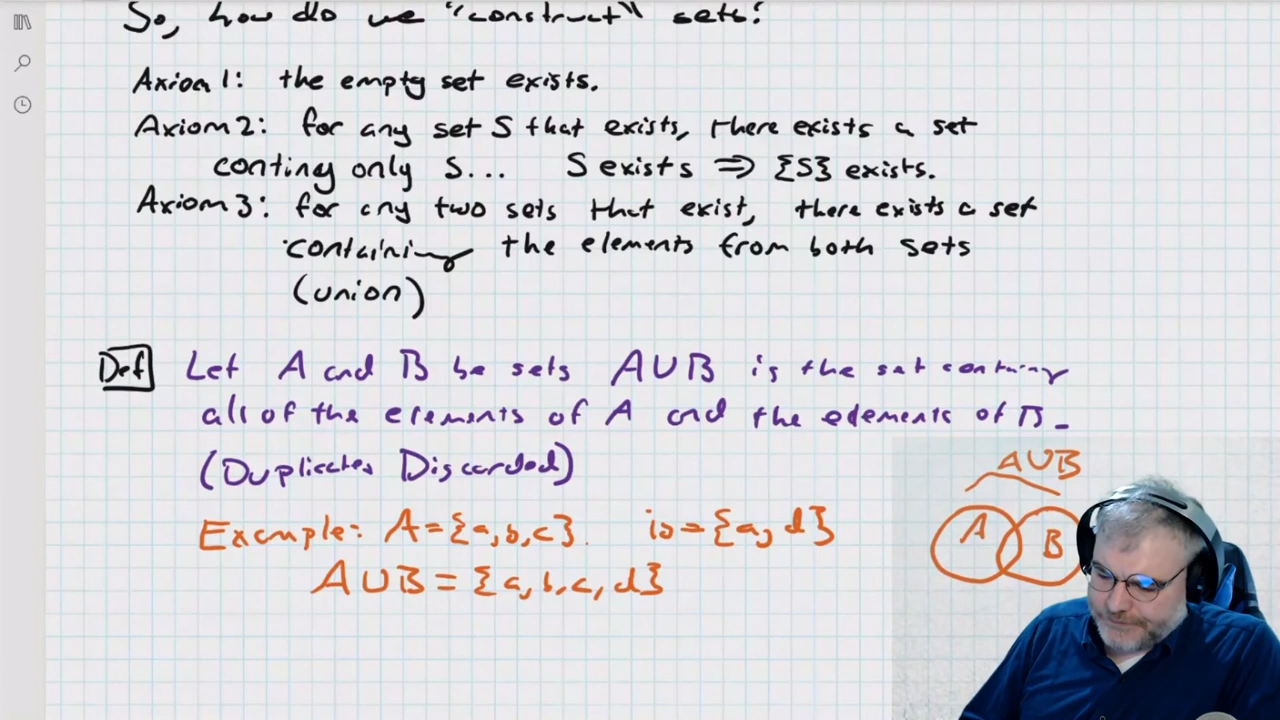 So, how do we "construct" sets?
Axiom 1: the empty set exists.
Axiom 2: for any set S that exists, there exists a set
conting only S... S exists ⇒ {S} exists.
Axiom 3: for any two sets that exist, there exists a set
containing the elements from both sets
(union)
Def Let A and B be sets A∪B is the set containing
all of the elements of A and the elements of B.
(Duplicates Discarded)
A∪B
A B
Example: A={a,b,c}. B={a,d}
A∪B={a,b,c,d}